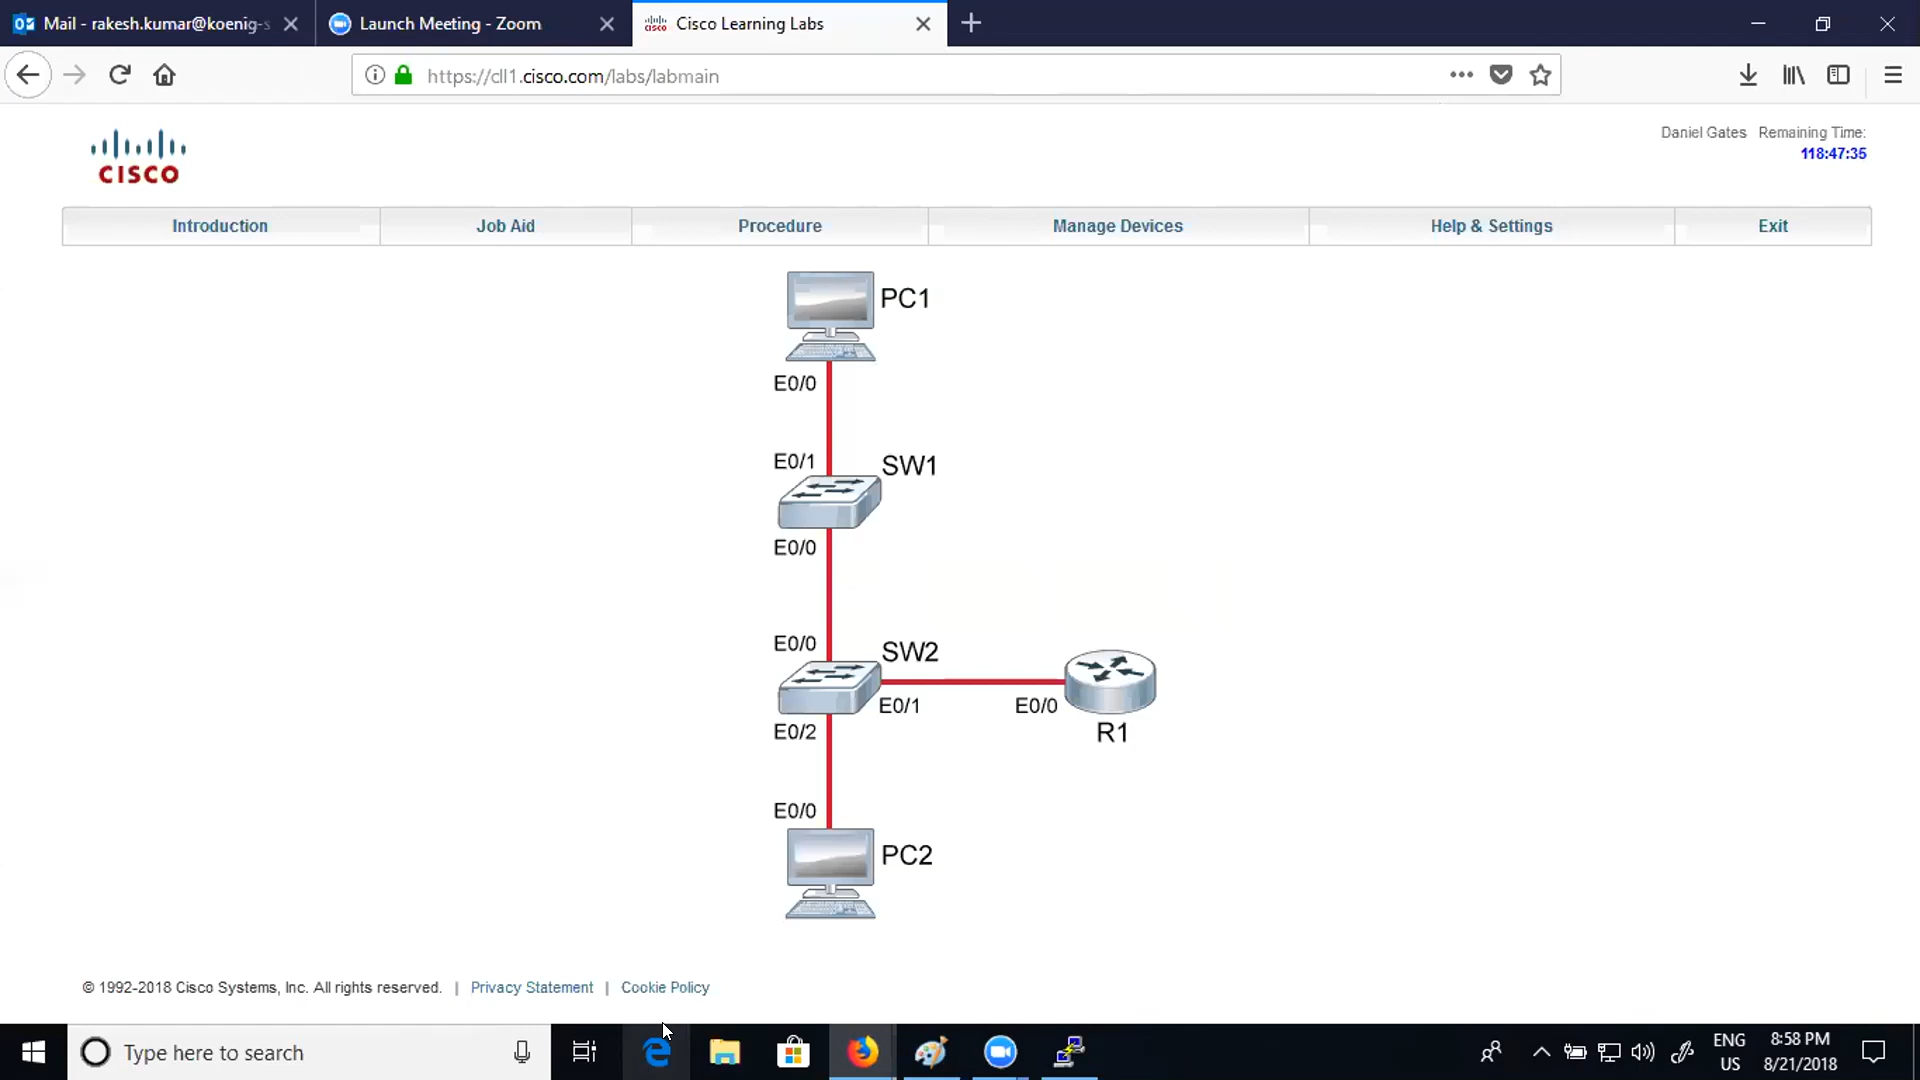 Mail - rakesh.kumar@koenig-s
Launch Meeting - Zoom
Cisco Learning Labs
https://cll1.cisco.com/labs/labmain
Daniel Gates Remaining Time:
118:47:35
CISCO
Introduction
Job Aid
Procedure
Manage Devices
Help & Settings
Exit
PC1
E0/0
E0/1
SW1
E0/0
E0/0
SW2
E0/1
E0/0
E0/2
R1
E0/0
PC2
© 1992-2018 Cisco Systems, Inc. All rights reserved. | Privacy Statement | Cookie Policy
Type here to search
ENG
US
8:58 PM
8/21/2018